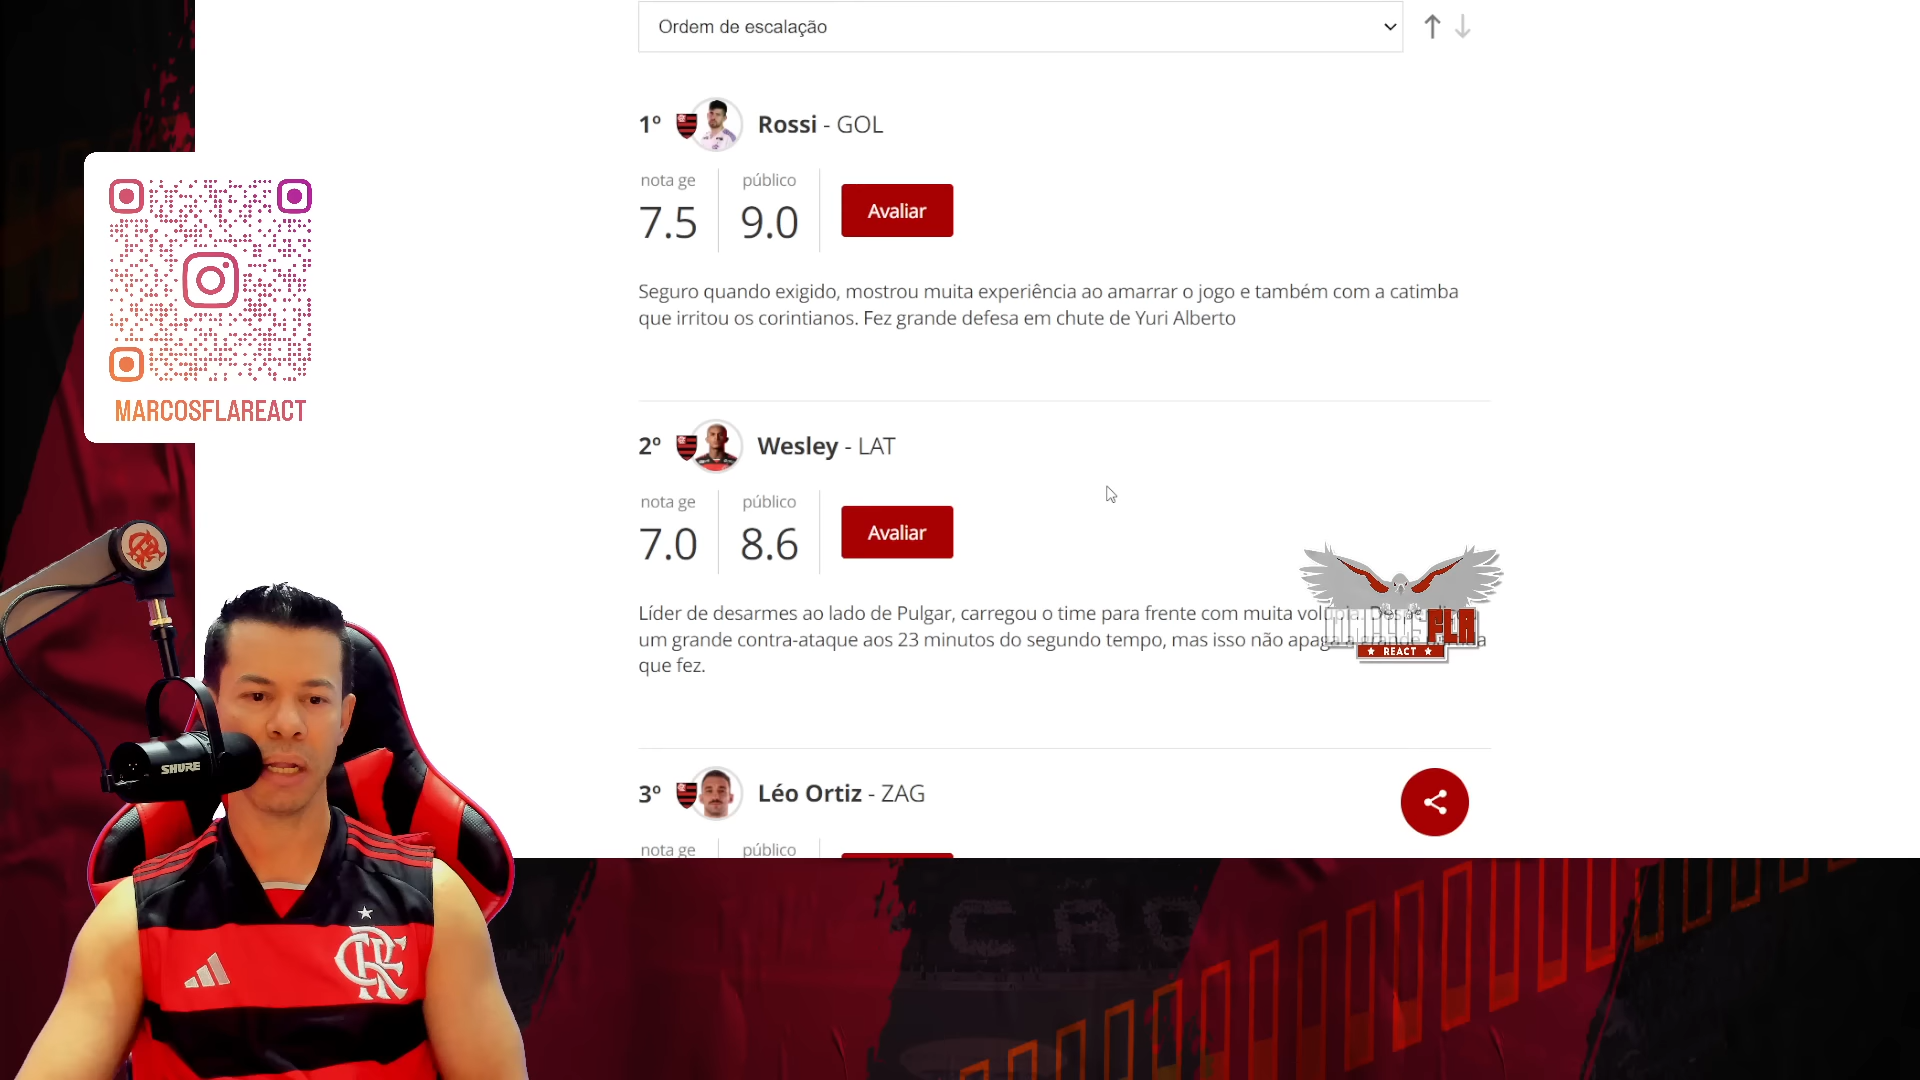 Ordem de escalação
1º Rossi - GOL
nota ge público
7.5 9.0 Avaliar
Seguro quando exigido, mostrou muita experiência ao amarrar o jogo e também com a catimba
que irritou os corintianos. Fez grande defesa em chute de Yuri Alberto
MARCOSFLAREACT
2º Wesley - LAT
nota ge público
7.0 8.6 Avaliar
Líder de desarmes ao lado de Pulgar, carregou o time para frente com muita
um grande contra-ataque aos 23 minutos do segundo tempo, mas isso não apaga a
que fez.
FLA
REACT
3º Léo Ortiz - ZAG
nota ge público
SHURE
CRF